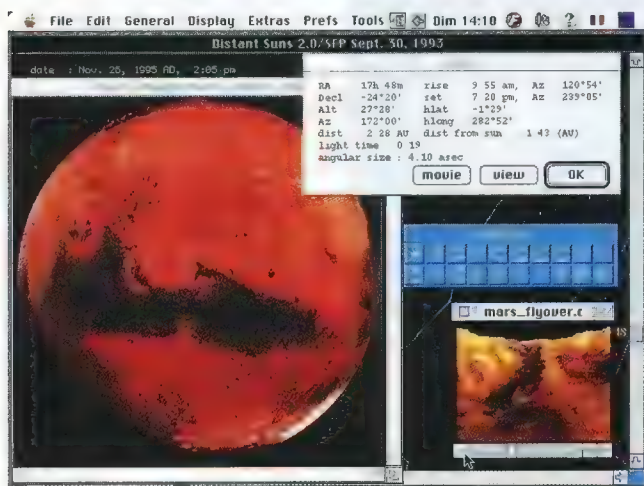 File Edit General Display Extras Prefs Tools Dim 14:10 ?
Distant Suns 2.0/SFP Sept. 30, 1993
date : Nov. 26, 1995 AD, 2:05 pm
RA 17h 48m rise 9 55 am, Az 120°54'
Decl -24°20' set 7 20 pm, Az 239°05'
Alt 27°28' hlat -1°29'
Az 172°00' hlong 282°52'
dist 2 28 AU dist from sun 1 43 (AU)
light time 0 19
angular size : 4.10 asec
movie view OK
mars_flyover.c